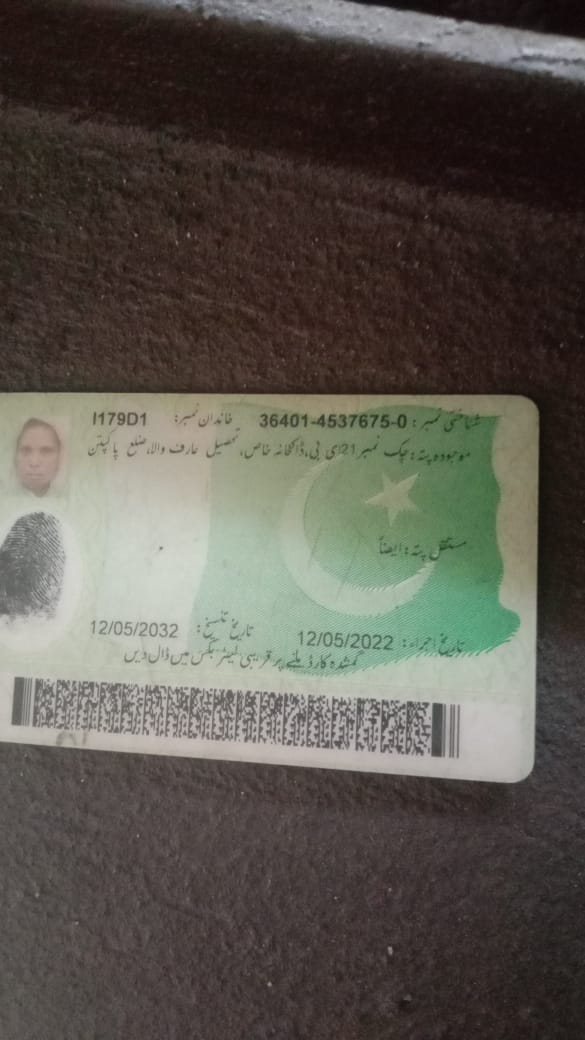 شناختی نمبر: 36401-4537675-0 خاندان نمبر: I179D1
موجودہ پتہ: چک نمبر 21ای بی، ڈاکخانہ خاص، تحصیل عارف والا، ضلع پاکپتن
مستقل پتہ: ایضاً
تاریخ اجراء: 12/05/2022 تاریخ تنسیخ: 12/05/2032
گمشدہ کارڈ ملنے پر قریبی لیٹر بکس میں ڈال دیں